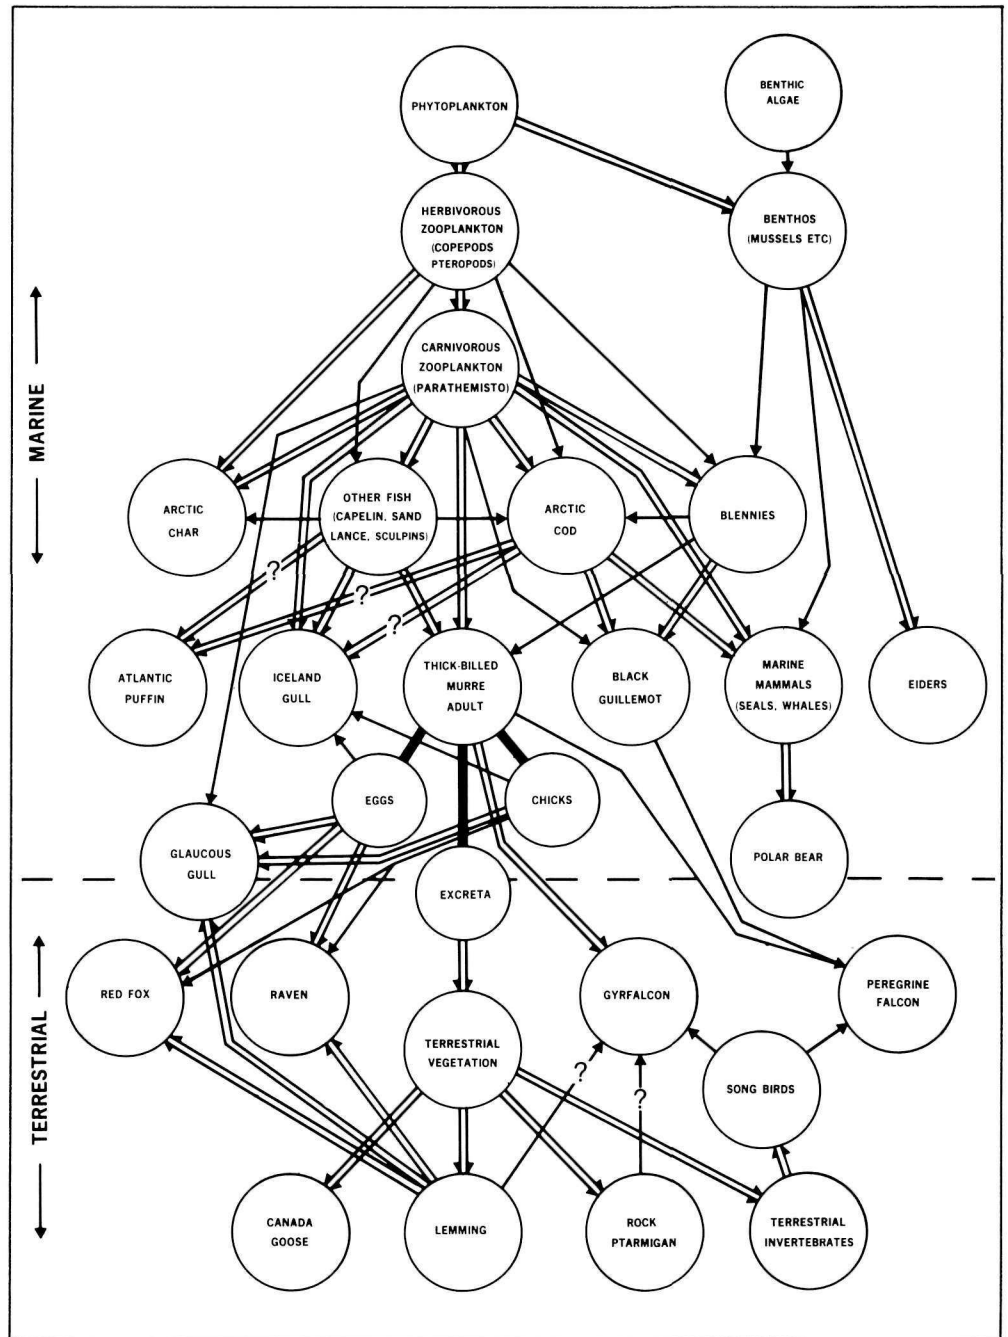 PHYTOPLANKTON
BENTHIC
ALGAE
HERBIVOROUS
ZOOPLANKTON
(COPEPODS
PTEROPODS)
BENTHOS
(MUSSELS ETC)
CARNIVOROUS
ZOOPLANKTON
(PARATHEMISTO)
MARINE
ARCTIC
CHAR
OTHER FISH
(CAPELIN, SAND
LANCE, SCULPINS)
ARCTIC
COD
BLENNIES
?
?
?
ATLANTIC
PUFFIN
ICELAND
GULL
THICK-BILLED
MURRE
ADULT
BLACK
GUILLEMOT
MARINE
MAMMALS
(SEALS, WHALES)
EIDERS
EGGS
CHICKS
GLAUCOUS
GULL
POLAR BEAR
EXCRETA
TERRESTRIAL
RED FOX
RAVEN
GYRFALCON
PEREGRINE
FALCON
TERRESTRIAL
VEGETATION
?
?
SONG BIRDS
CANADA
GOOSE
LEMMING
ROCK
PTARMIGAN
TERRESTRIAL
INVERTEBRATES